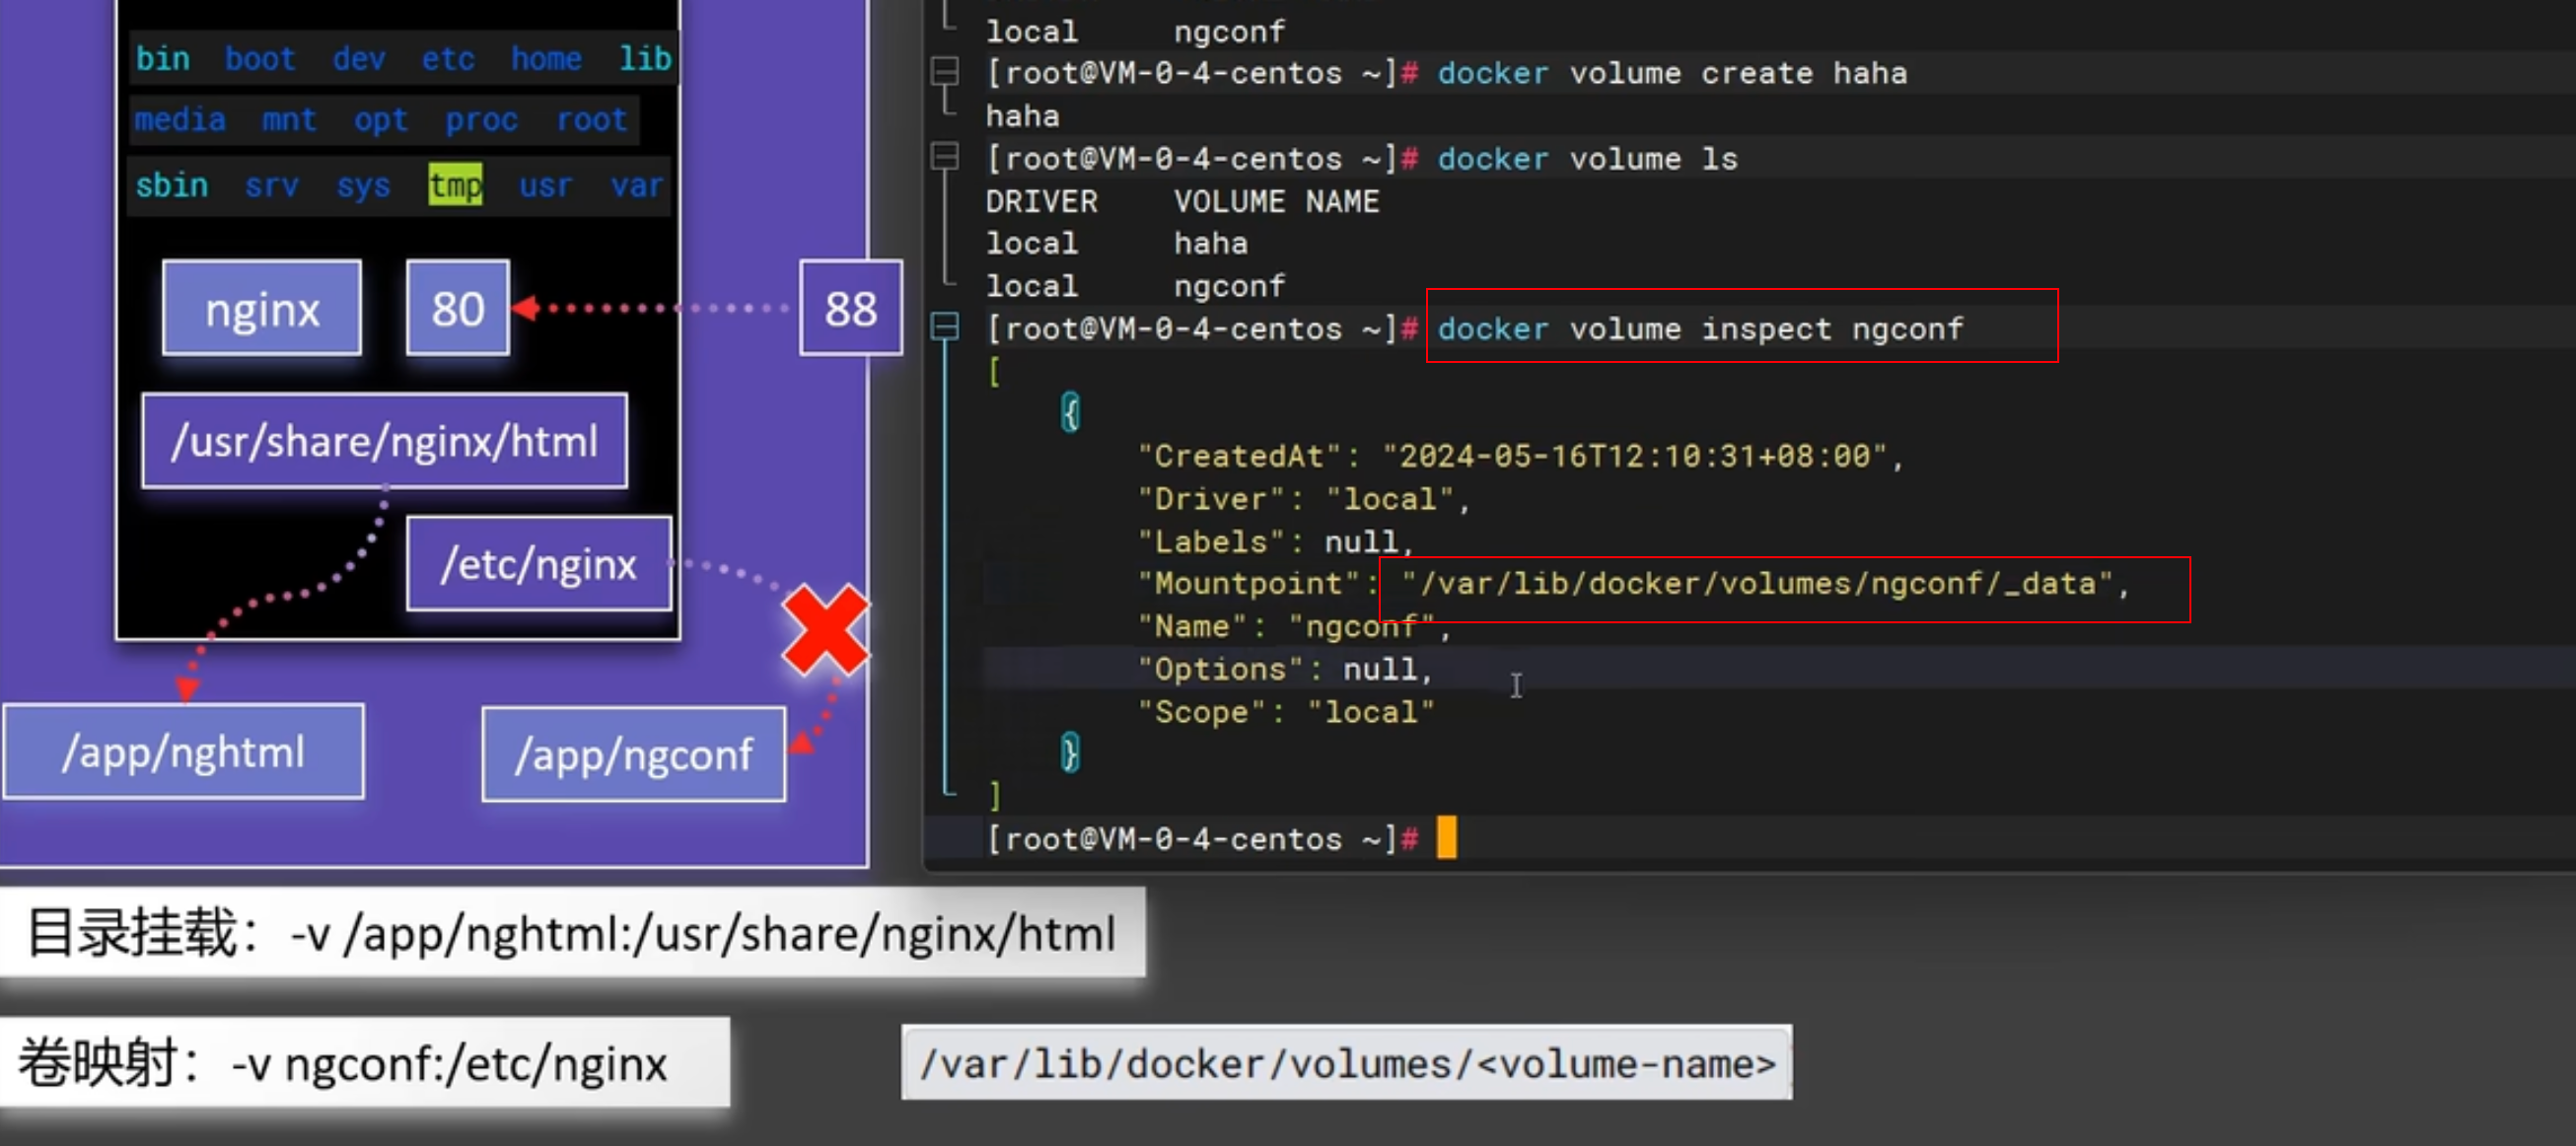 bin boot dev etc home lib
media mnt opt proc root
sbin srv sys tmp usr var
nginx 80 88
/usr/share/nginx/html
/etc/nginx
/app/nghtml /app/ngconf
local ngconf
[root@VM-0-4-centos ~]# docker volume create haha
haha
[root@VM-0-4-centos ~]# docker volume ls
DRIVER VOLUME NAME
local haha
local ngconf
[root@VM-0-4-centos ~]# docker volume inspect ngconf
[
{
"CreatedAt": "2024-05-16T12:10:31+08:00",
"Driver": "local",
"Labels": null,
"Mountpoint": "/var/lib/docker/volumes/ngconf/_data",
"Name": "ngconf",
"Options": null,
"Scope": "local"
}
]
[root@VM-0-4-centos ~]#
目录挂载：-v /app/nghtml:/usr/share/nginx/html
卷映射：-v ngconf:/etc/nginx
/var/lib/docker/volumes/<volume-name>